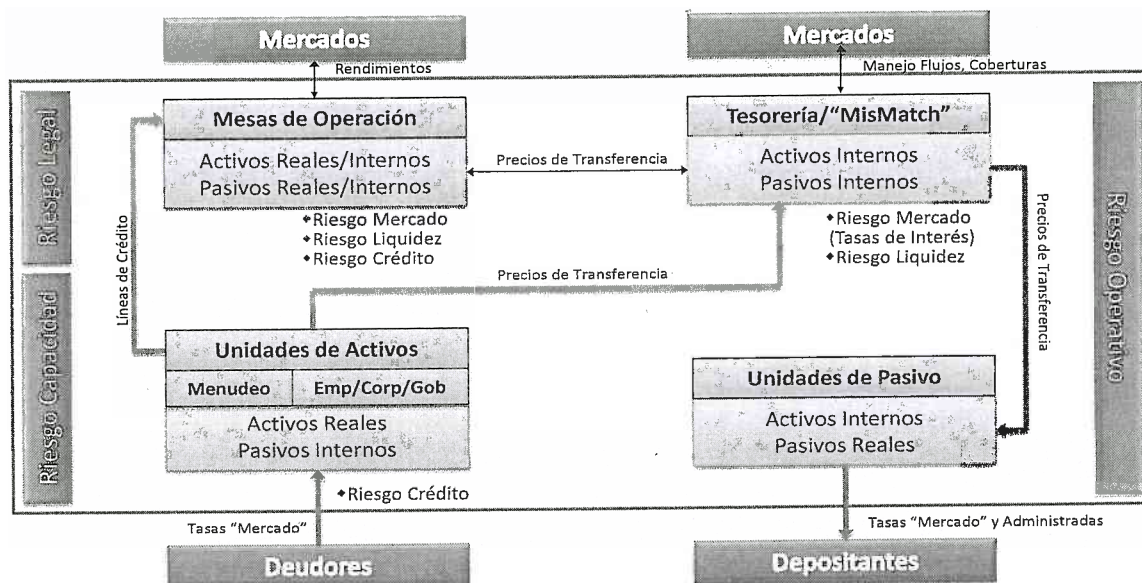 Mercados
Mercados
Rendimientos
Manejo Flujos, Coberturas
Riesgo Legal
Mesas de Operación
Activos Reales/Internos
Pasivos Reales/Internos
Precios de Transferencia
Tesorería/"MisMatch"
Activos Internos
Pasivos Internos
Riesgo Operativo
◆Riesgo Mercado
◆Riesgo Liquidez
◆Riesgo Crédito
◆Riesgo Mercado
(Tasas de Interés)
◆Riesgo Liquidez
Líneas de Crédito
Precios de Transferencia
Precios de Transferencia
Riesgo Capacidad
Unidades de Activos
Menudeo
Emp/Corp/Gob
Activos Reales
Pasivos Internos
Unidades de Pasivo
Activos Internos
Pasivos Reales
◆Riesgo Crédito
Tasas "Mercado"
Tasas "Mercado" y Administradas
Deudores
Depositantes